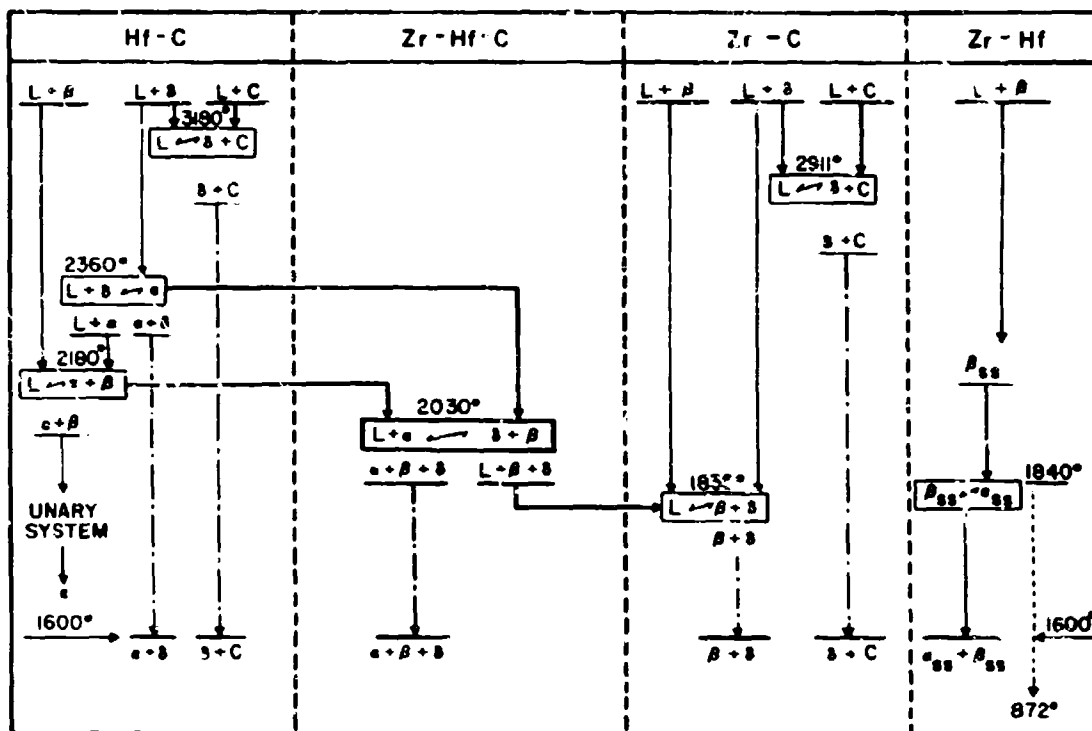 Hf - C
Zr - Hf - C
Zr - C
Zr - Hf
L + β
L + δ
L + C
3180°
L ↔ δ + C
δ + C
2360°
L + δ ↔ α
L + α
α + δ
2180°
L ↔ α + β
α + β
UNARY
SYSTEM
α
1600°
α + δ
δ + C
2030°
L + α ↔ δ + β
α + β + δ
L + β + δ
α + β + δ
L + β
L + δ
L + C
2911°
L ↔ δ + C
δ + C
L ↔ β + δ
β + δ
β + δ
δ + C
L + β
βss
1840°
βss ↔ αss
1600°
αss + βss
872°